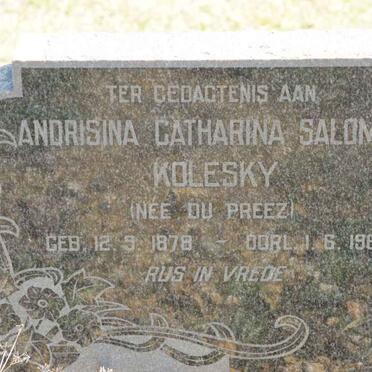 TER GEDAGTENIS AAN
ANDRISINA CATHARINA SALOM
KOLESKY
(NEE DU PREEZ)
GEB. 12. 9. 1878 - OORL. 1. 6. 196
RUS IN VREDE